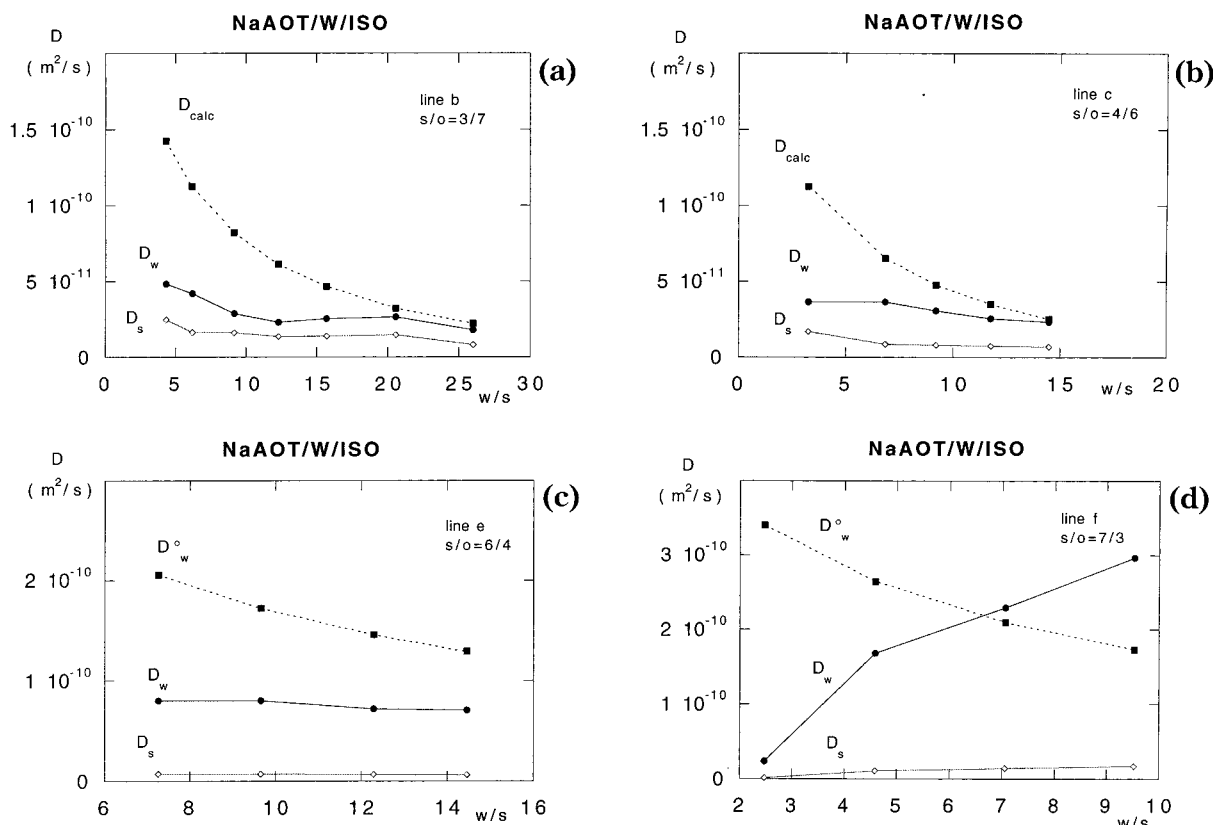 NaAOT/W/ISO
D
( m²/s )
(a)
line b
s/o=3/7
D_calc
1.5 10^-10
1 10^-10
D_w
5 10^-11
D_s
0
0 5 10 15 20 25 30
w/s
NaAOT/W/ISO
D
( m²/s )
(b)
line c
s/o=4/6
1.5 10^-10
D_calc
1 10^-10
D_w
5 10^-11
D_s
0
0 5 10 15 20
w/s
NaAOT/W/ISO
D
( m²/s )
(c)
line e
s/o=6/4
D°_w
2 10^-10
D_w
1 10^-10
D_s
0
6 8 10 12 14 16
w/s
NaAOT/W/ISO
D
( m²/s )
(d)
D°_w
line f
s/o=7/3
3 10^-10
2 10^-10
D_w
1 10^-10
D_s
0
2 3 4 5 6 7 8 9 10
w/s